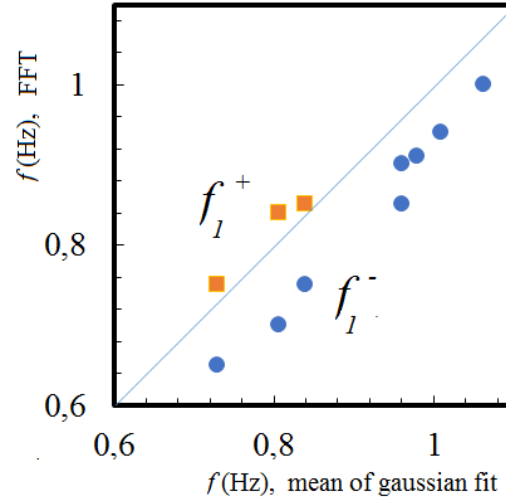 f(Hz), FFT
1
0,8
0,6
f₁⁺
f₁⁻
0,6 0,8 1
f(Hz), mean of gaussian fit